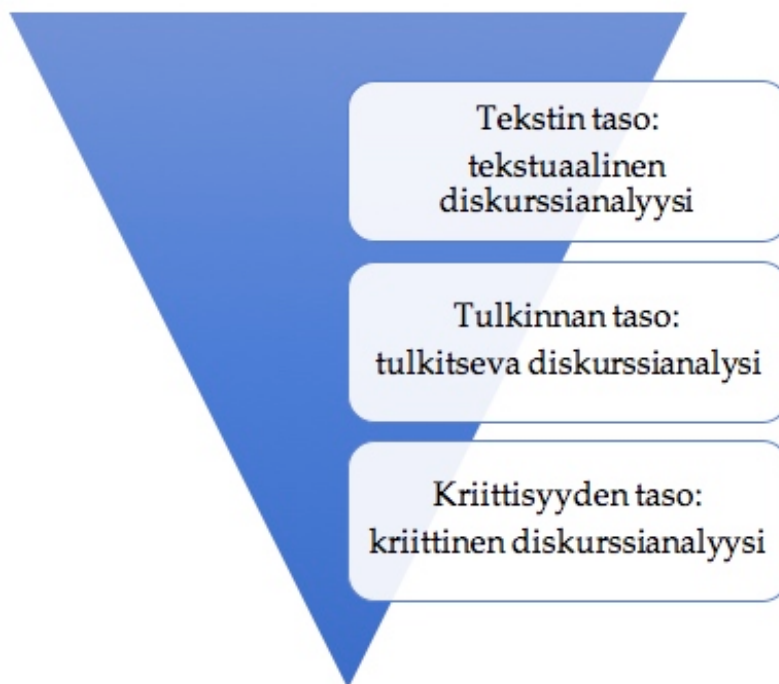 Tekstin taso:
tekstuaalinen
diskurssianalyysi
Tulkinnan taso:
tulkitseva diskurssianalysi
Kriittisyyden taso:
kriittinen diskurssianalyysi